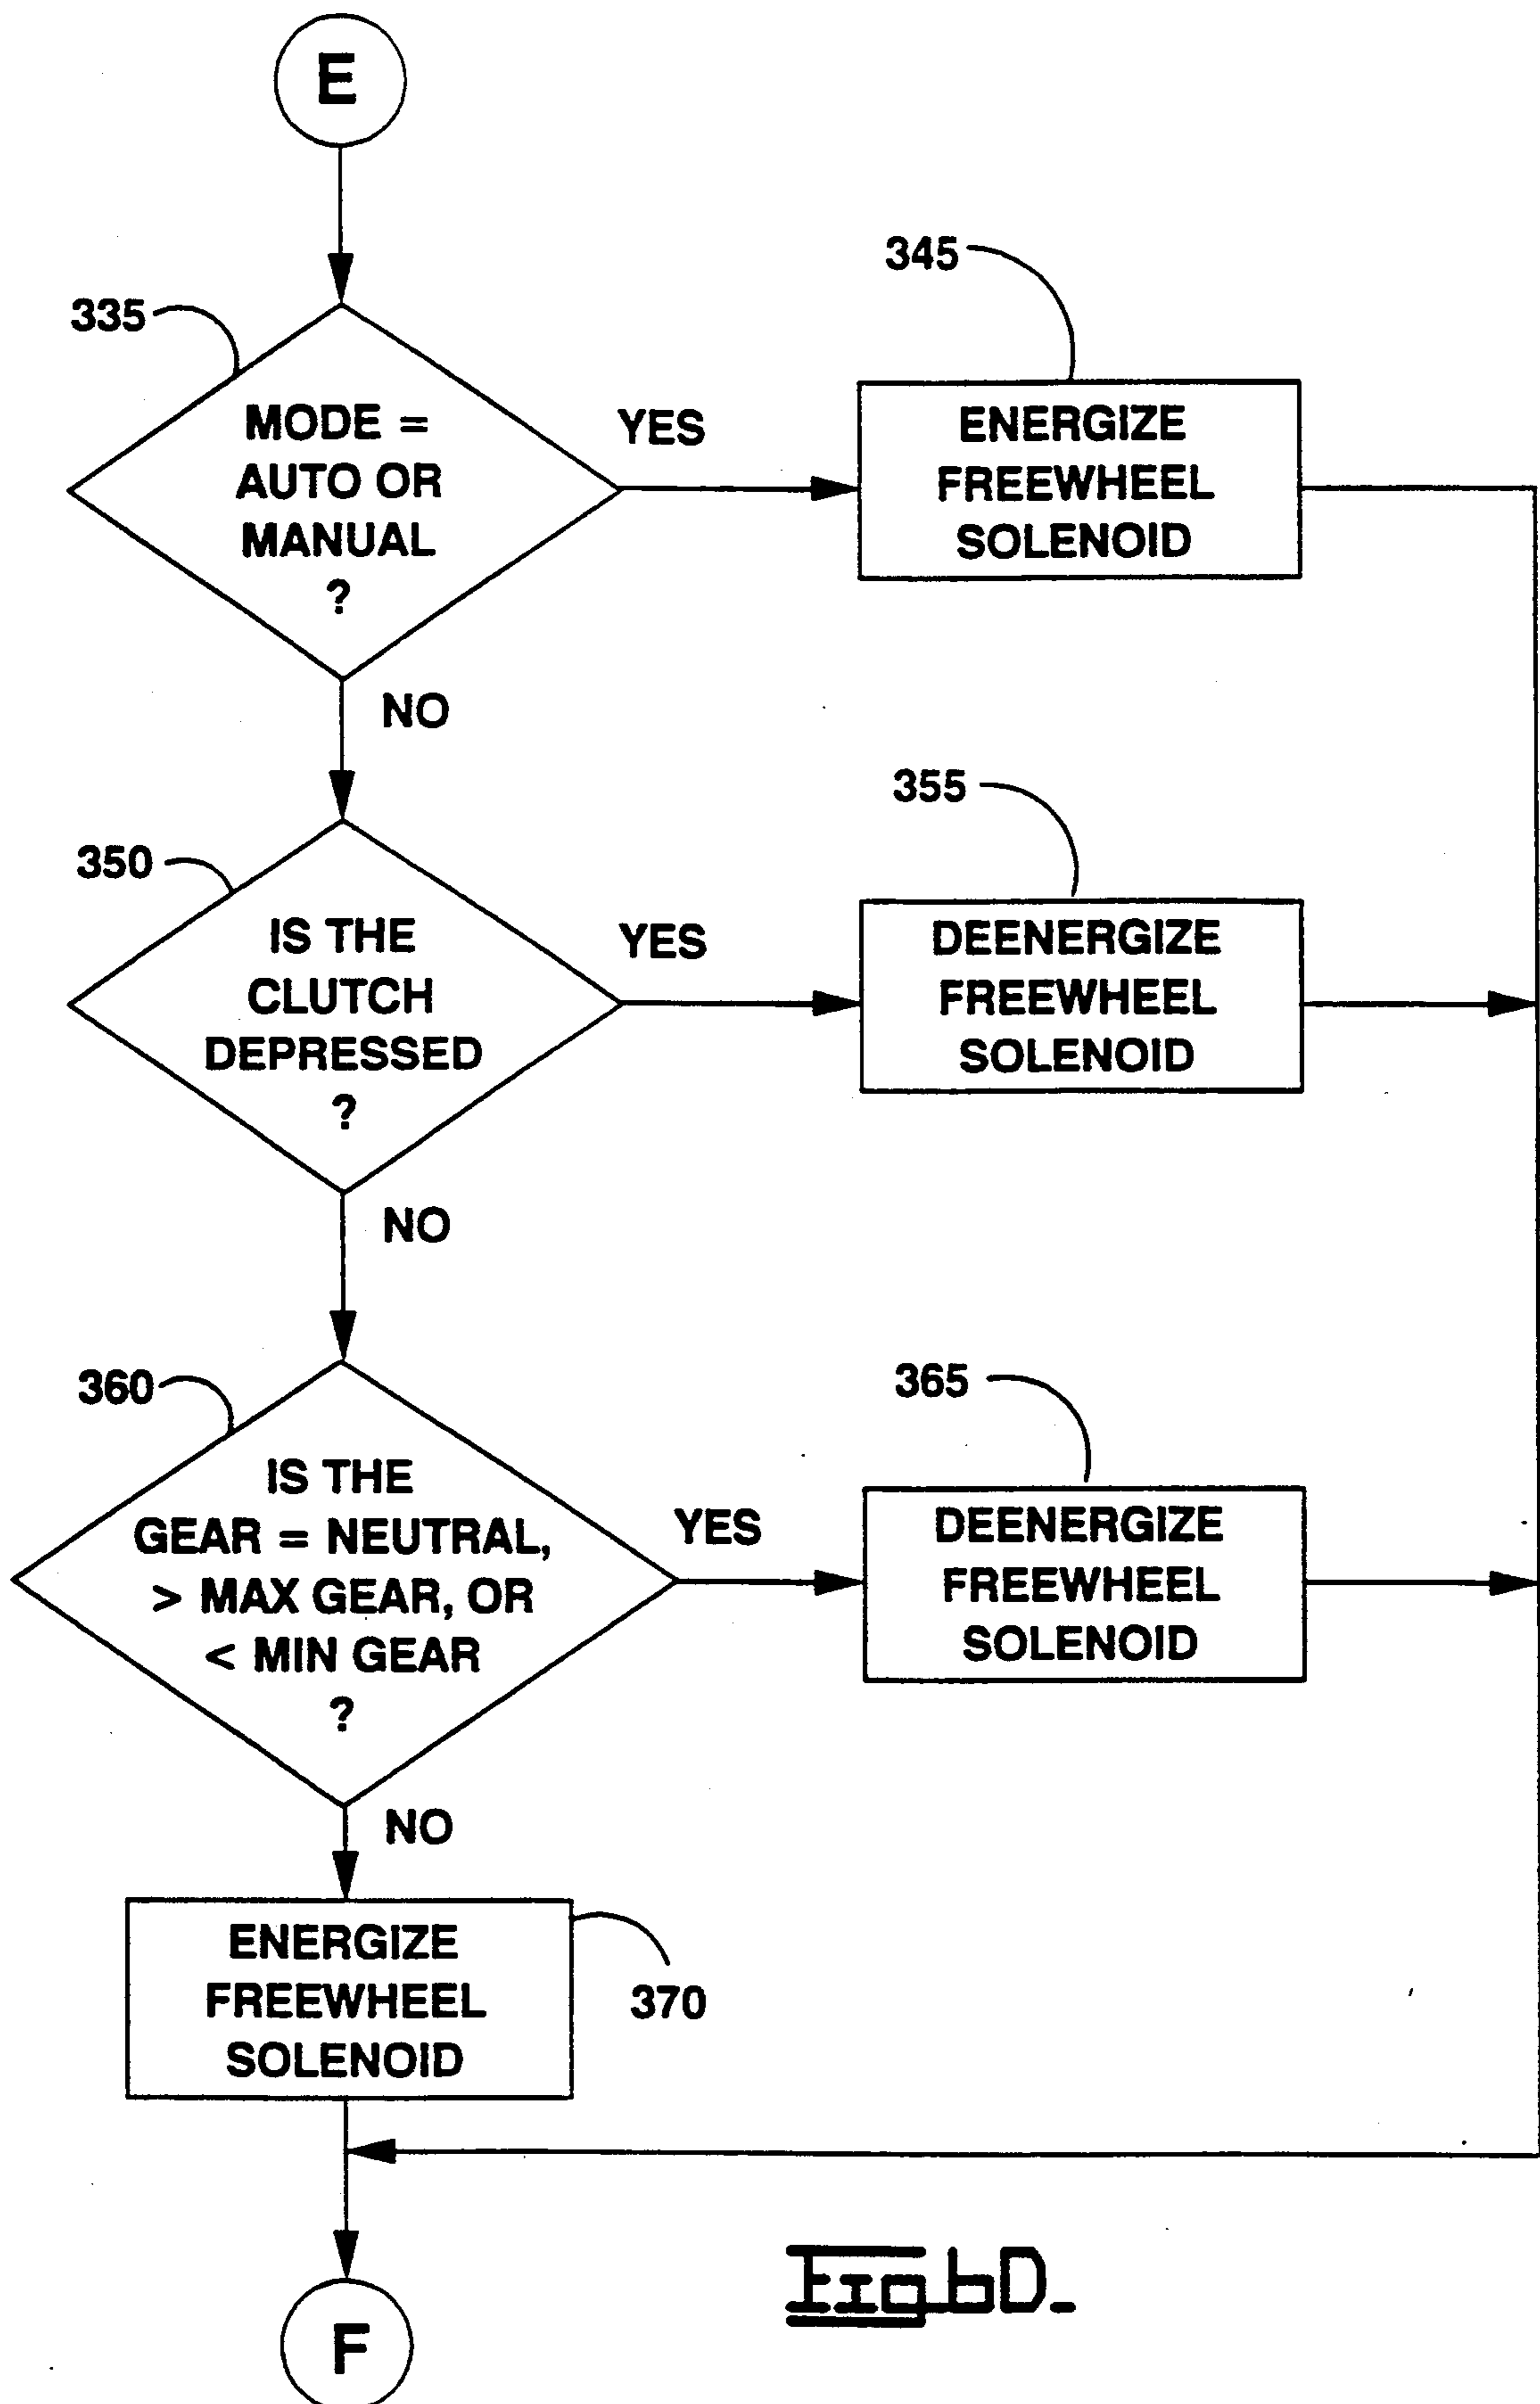 E
335
MODE =
AUTO OR
MANUAL
?
YES
345
ENERGIZE
FREEWHEEL
SOLENOID
NO
350
IS THE
CLUTCH
DEPRESSED
?
YES
355
DEENERGIZE
FREEWHEEL
SOLENOID
NO
360
IS THE
GEAR = NEUTRAL,
> MAX GEAR, OR
< MIN GEAR
?
YES
365
DEENERGIZE
FREEWHEEL
SOLENOID
NO
ENERGIZE
FREEWHEEL
SOLENOID
370
F
Fig 6D.